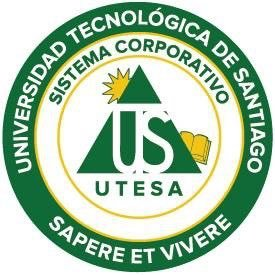 UNIVERSIDAD TECNOLÓGICA DE SANTIAGO
SISTEMA CORPORATIVO
US
UTESA
SAPERE ET VIVERE